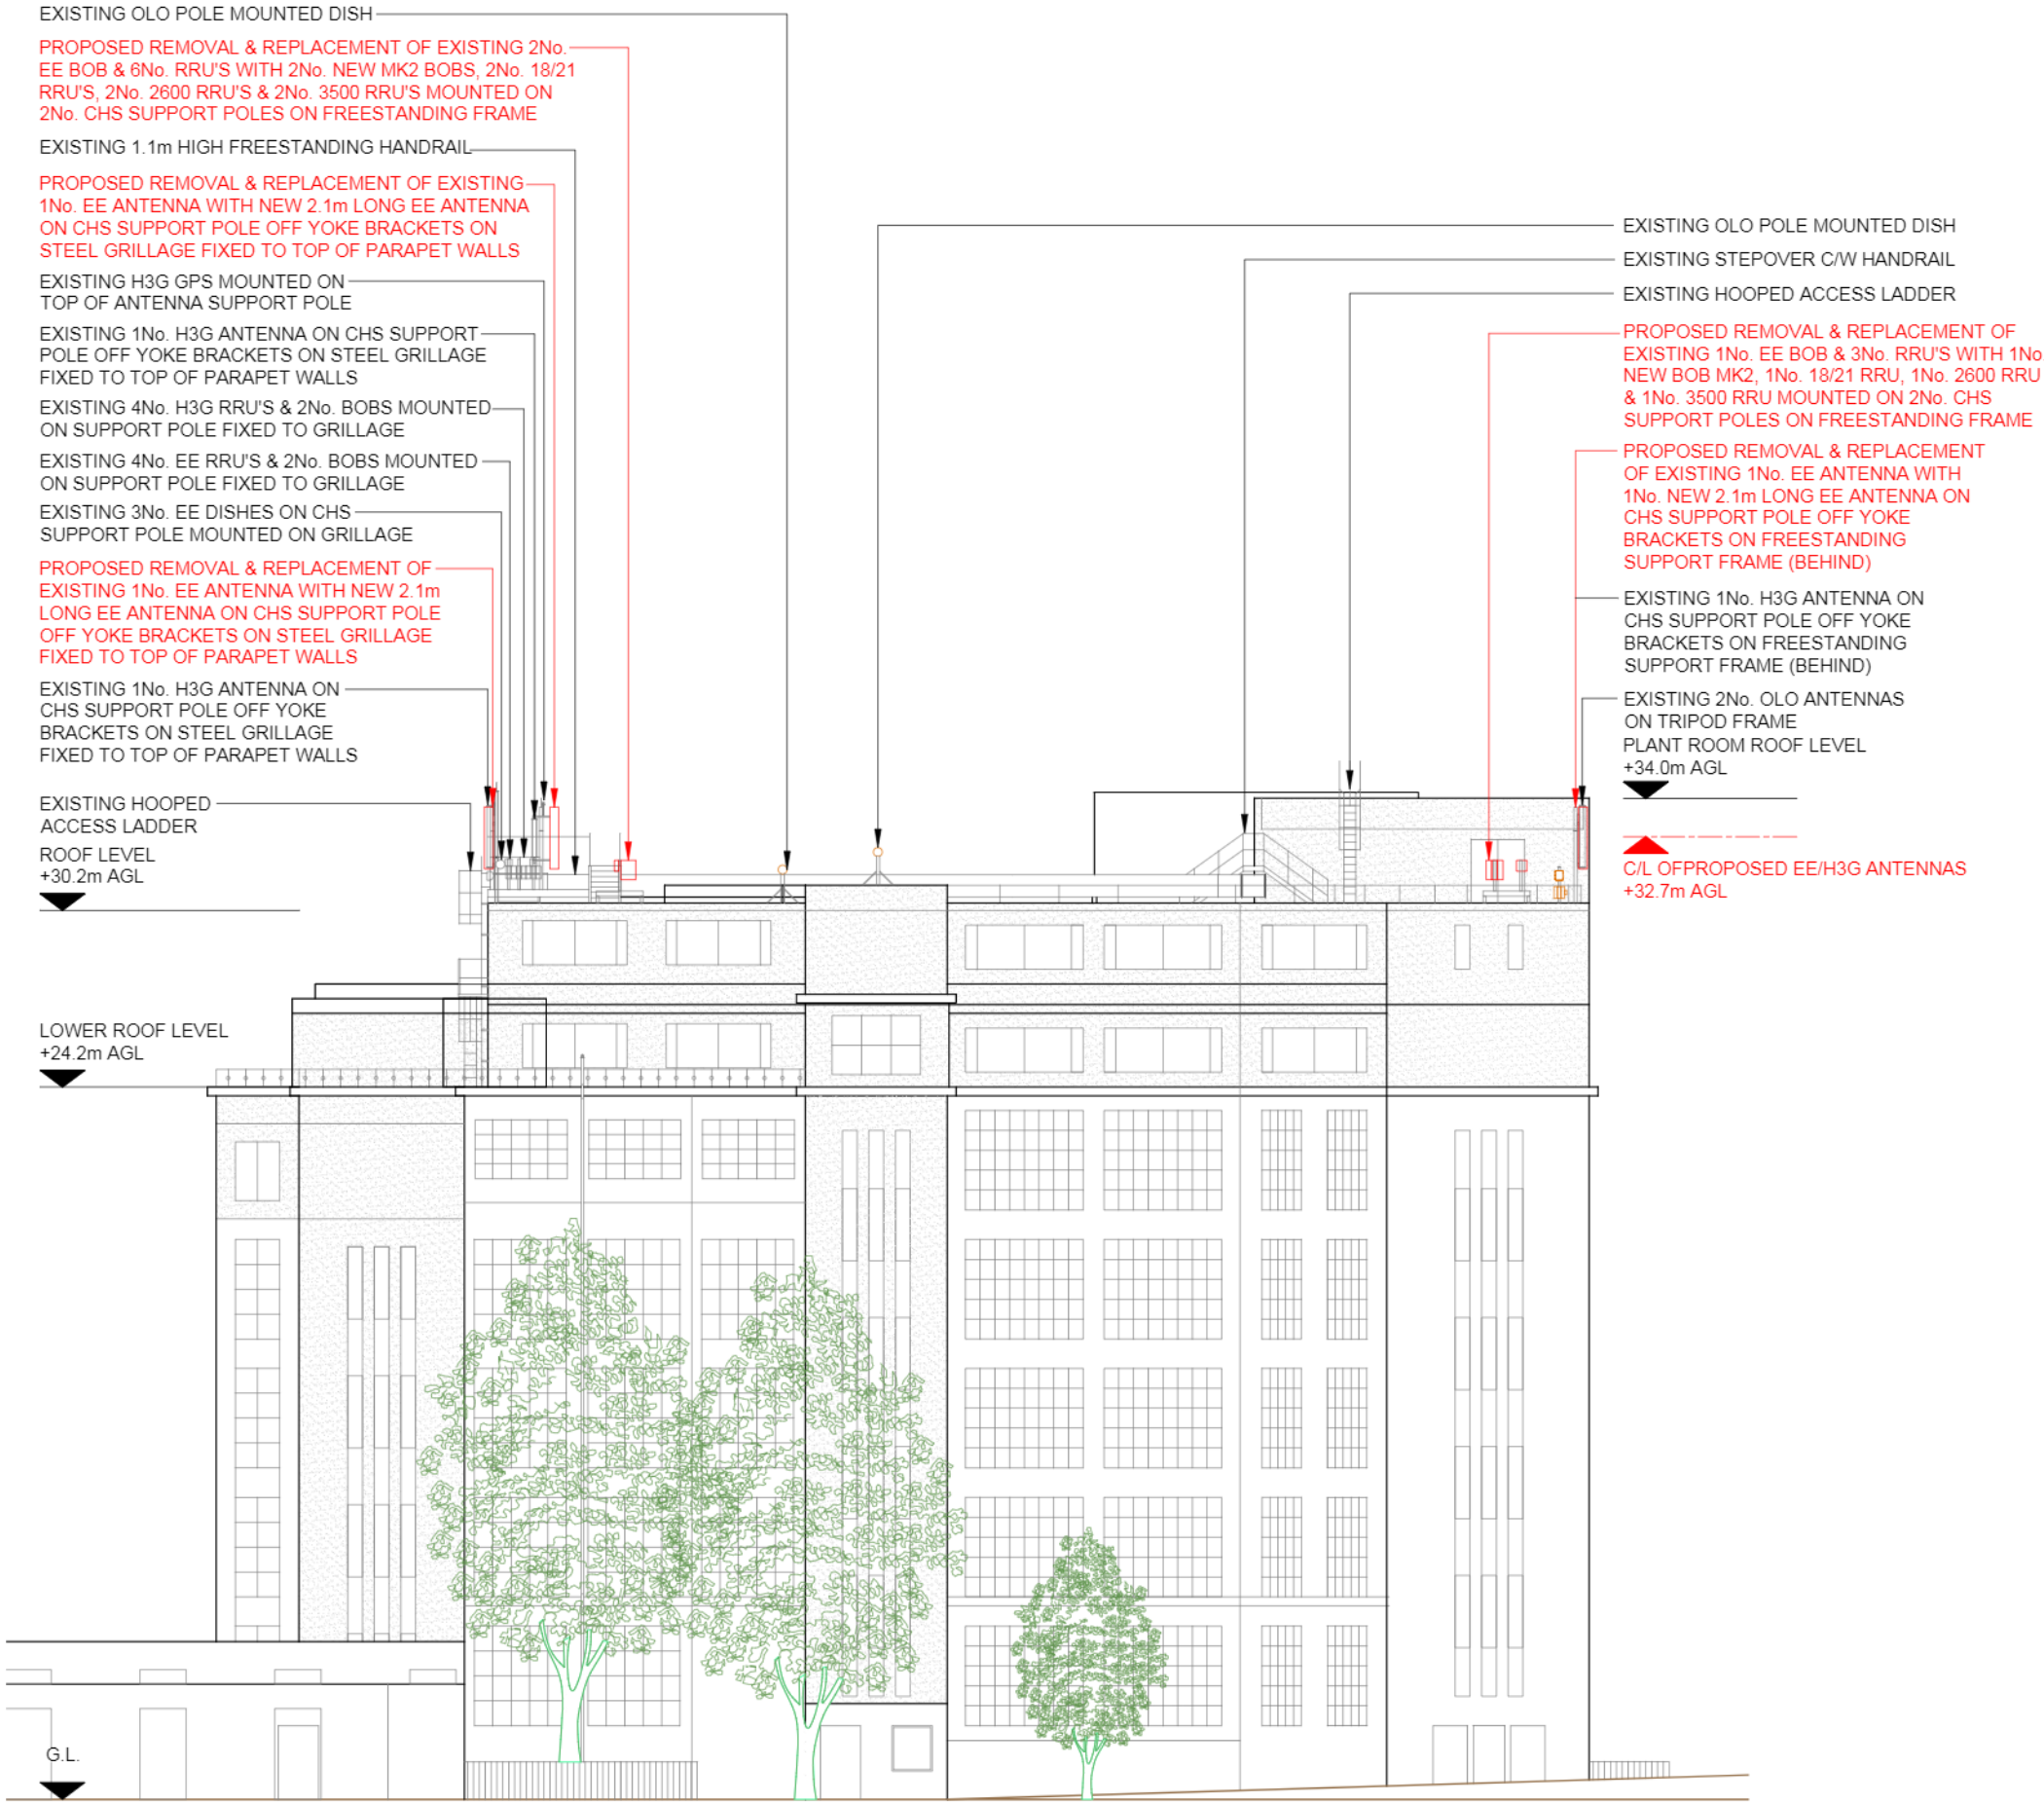 EXISTING OLO POLE MOUNTED DISH
PROPOSED REMOVAL & REPLACEMENT OF EXISTING 2No.
EE BOB & 6No. RRU'S WITH 2No. NEW MK2 BOBS, 2No. 18/21
RRU'S, 2No. 2600 RRU'S & 2No. 3500 RRU'S MOUNTED ON
2No. CHS SUPPORT POLES ON FREESTANDING FRAME
EXISTING 1.1m HIGH FREESTANDING HANDRAIL
PROPOSED REMOVAL & REPLACEMENT OF EXISTING
1No. EE ANTENNA WITH NEW 2.1m LONG EE ANTENNA
ON CHS SUPPORT POLE OFF YOKE BRACKETS ON
STEEL GRILLAGE FIXED TO TOP OF PARAPET WALLS
EXISTING H3G GPS MOUNTED ON
TOP OF ANTENNA SUPPORT POLE
EXISTING 1No. H3G ANTENNA ON CHS SUPPORT
POLE OFF YOKE BRACKETS ON STEEL GRILLAGE
FIXED TO TOP OF PARAPET WALLS
EXISTING 4No. H3G RRU'S & 2No. BOBS MOUNTED
ON SUPPORT POLE FIXED TO GRILLAGE
EXISTING 4No. EE RRU'S & 2No. BOBS MOUNTED
ON SUPPORT POLE FIXED TO GRILLAGE
EXISTING 3No. EE DISHES ON CHS
SUPPORT POLE MOUNTED ON GRILLAGE
PROPOSED REMOVAL & REPLACEMENT OF
EXISTING 1No. EE ANTENNA WITH NEW 2.1m
LONG EE ANTENNA ON CHS SUPPORT POLE
OFF YOKE BRACKETS ON STEEL GRILLAGE
FIXED TO TOP OF PARAPET WALLS
EXISTING 1No. H3G ANTENNA ON
CHS SUPPORT POLE OFF YOKE
BRACKETS ON STEEL GRILLAGE
FIXED TO TOP OF PARAPET WALLS
EXISTING HOOPED
ACCESS LADDER
ROOF LEVEL
+30.2m AGL
LOWER ROOF LEVEL
+24.2m AGL
G.L.
EXISTING OLO POLE MOUNTED DISH
EXISTING STEPOVER C/W HANDRAIL
EXISTING HOOPED ACCESS LADDER
PROPOSED REMOVAL & REPLACEMENT OF
EXISTING 1No. EE BOB & 3No. RRU'S WITH 1No
NEW BOB MK2, 1No. 18/21 RRU, 1No. 2600 RRU
& 1No. 3500 RRU MOUNTED ON 2No. CHS
SUPPORT POLES ON FREESTANDING FRAME
PROPOSED REMOVAL & REPLACEMENT
OF EXISTING 1No. EE ANTENNA WITH
1No. NEW 2.1m LONG EE ANTENNA ON
CHS SUPPORT POLE OFF YOKE
BRACKETS ON FREESTANDING
SUPPORT FRAME (BEHIND)
EXISTING 1No. H3G ANTENNA ON
CHS SUPPORT POLE OFF YOKE
BRACKETS ON FREESTANDING
SUPPORT FRAME (BEHIND)
EXISTING 2No. OLO ANTENNAS
ON TRIPOD FRAME
PLANT ROOM ROOF LEVEL
+34.0m AGL
C/L OFPROPOSED EE/H3G ANTENNAS
+32.7m AGL